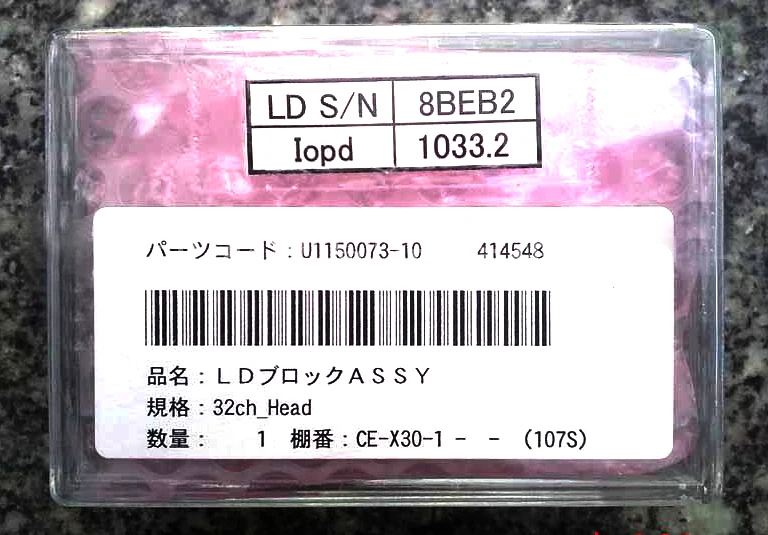 LD S/N 8BEB2
Iopd 1033.2
パーツコード：U1150073-10 414548
品名：ＬＤブロックＡＳＳＹ
規格：32ch_Head
数量： 1 棚番：CE-X30-1 - - (107S)